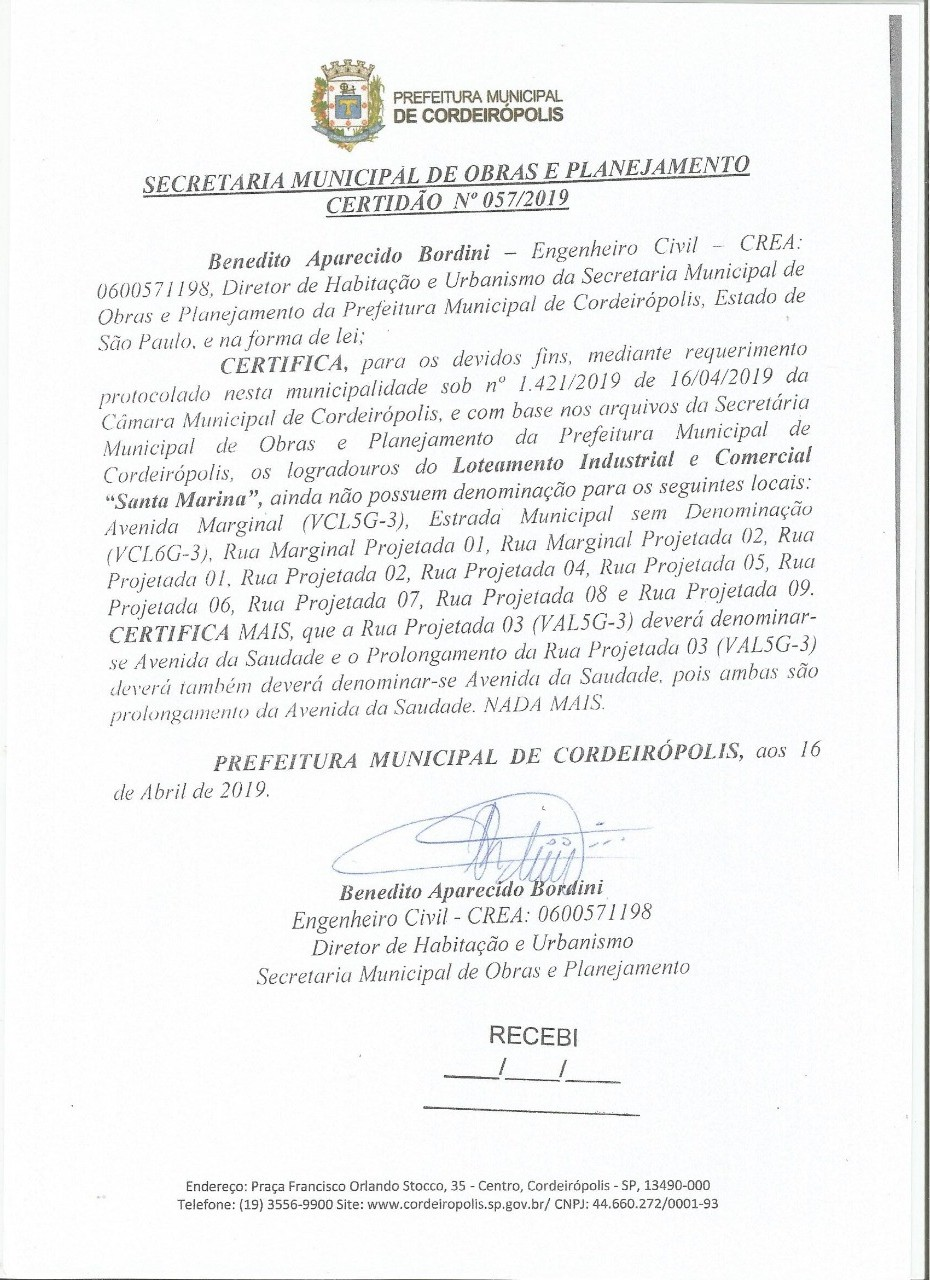 PREFEITURA MUNICIPAL
DE CORDEIRÓPOLIS
SECRETARIA MUNICIPAL DE OBRAS E PLANEJAMENTO
CERTIDÃO Nº 057/2019
Benedito Aparecido Bordini – Engenheiro Civil – CREA:
0600571198, Diretor de Habitação e Urbanismo da Secretaria Municipal de
Obras e Planejamento da Prefeitura Municipal de Cordeirópolis, Estado de
São Paulo, e na forma de lei;
CERTIFICA, para os devidos fins, mediante requerimento
protocolado nesta municipalidade sob nº 1.421/2019 de 16/04/2019 da
Câmara Municipal de Cordeirópolis, e com base nos arquivos da Secretária
Municipal de Obras e Planejamento da Prefeitura Municipal de
Cordeirópolis, os logradouros do Loteamento Industrial e Comercial
“Santa Marina”, ainda não possuem denominação para os seguintes locais:
Avenida Marginal (VCL5G-3), Estrada Municipal sem Denominação
(VCL6G-3), Rua Marginal Projetada 01, Rua Marginal Projetada 02, Rua
Projetada 01, Rua Projetada 02, Rua Projetada 04, Rua Projetada 05, Rua
Projetada 06, Rua Projetada 07, Rua Projetada 08 e Rua Projetada 09.
CERTIFICA MAIS, que a Rua Projetada 03 (VAL5G-3) deverá denominar-
se Avenida da Saudade e o Prolongamento da Rua Projetada 03 (VAL5G-3)
deverá também deverá denominar-se Avenida da Saudade, pois ambas são
prolongamento da Avenida da Saudade. NADA MAIS.
PREFEITURA MUNICIPAL DE CORDEIRÓPOLIS, aos 16
de Abril de 2019.
Benedito Aparecido Bordini
Engenheiro Civil - CREA: 0600571198
Diretor de Habitação e Urbanismo
Secretaria Municipal de Obras e Planejamento
RECEBI
____/____/____
Endereço: Praça Francisco Orlando Stocco, 35 - Centro, Cordeirópolis - SP, 13490-000
Telefone: (19) 3556-9900 Site: www.cordeiropolis.sp.gov.br/ CNPJ: 44.660.272/0001-93